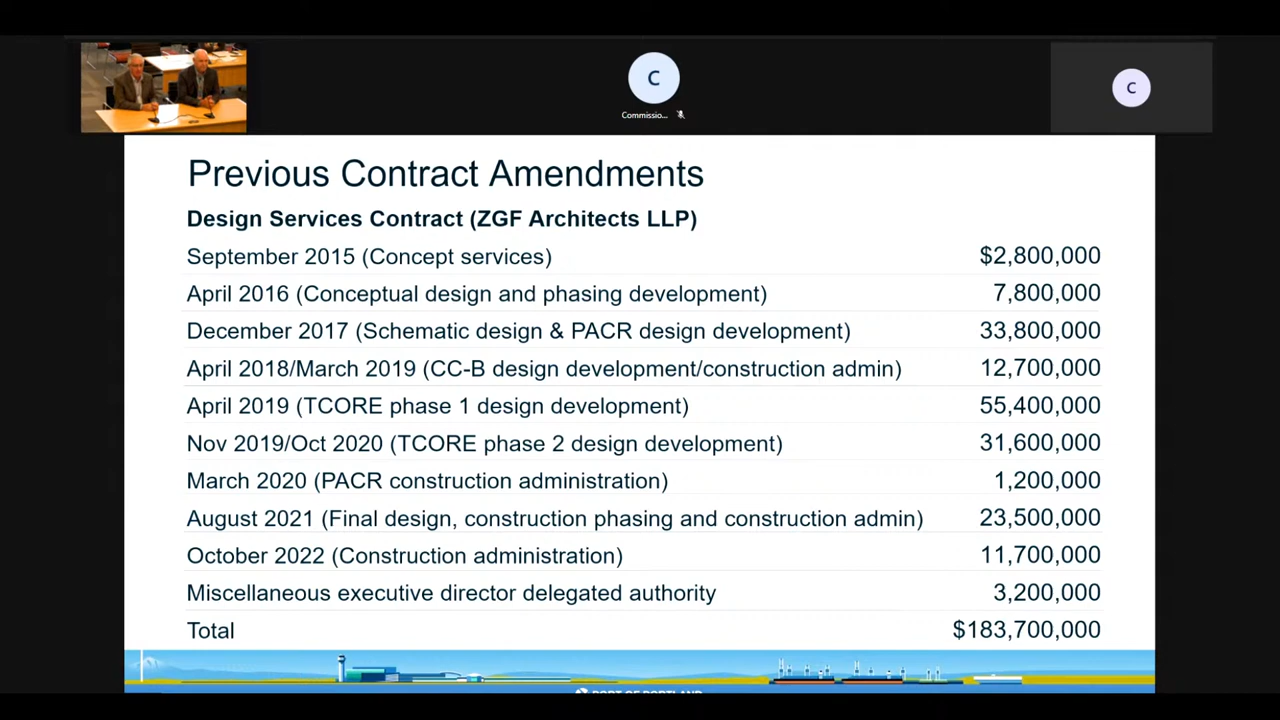 C
Commissio...
C
Previous Contract Amendments
Design Services Contract (ZGF Architects LLP)
September 2015 (Concept services) $2,800,000
April 2016 (Conceptual design and phasing development) 7,800,000
December 2017 (Schematic design & PACR design development) 33,800,000
April 2018/March 2019 (CC-B design development/construction admin) 12,700,000
April 2019 (TCORE phase 1 design development) 55,400,000
Nov 2019/Oct 2020 (TCORE phase 2 design development) 31,600,000
March 2020 (PACR construction administration) 1,200,000
August 2021 (Final design, construction phasing and construction admin) 23,500,000
October 2022 (Construction administration) 11,700,000
Miscellaneous executive director delegated authority 3,200,000
Total $183,700,000
PORT OF PORTLAND